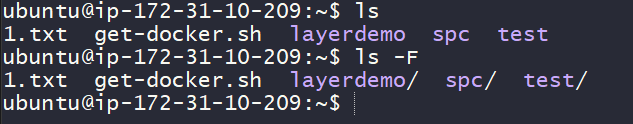 ubuntu@ip-172-31-10-209:~$ ls
1.txt  get-docker.sh  layerdemo  spc  test
ubuntu@ip-172-31-10-209:~$ ls -F
1.txt  get-docker.sh  layerdemo/  spc/  test/
ubuntu@ip-172-31-10-209:~$